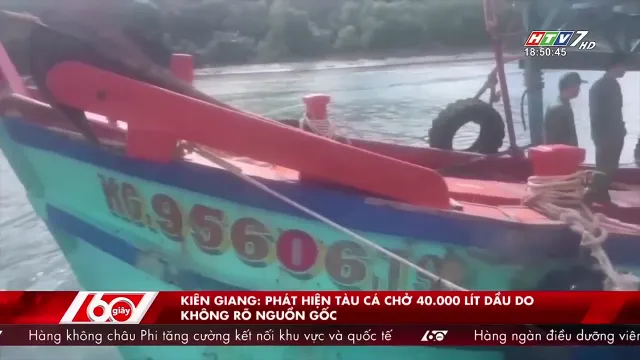 HTV7 HD
18:50:45
KG.95606.TS
60 giây
KIÊN GIANG: PHÁT HIỆN TÀU CÁ CHỞ 40.000 LÍT DẦU DO
KHÔNG RÕ NGUỒN GỐC
Hàng không châu Phi tăng cường kết nối khu vực và quốc tế 60 Hàng ngàn điều dưỡng viên